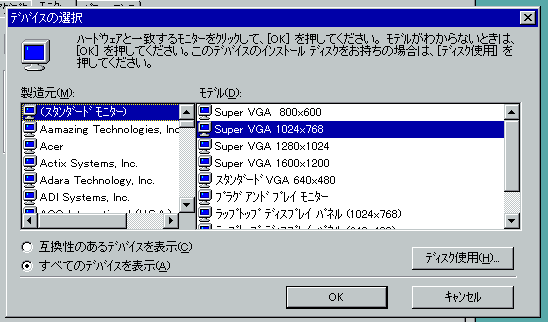 デバイスの選択
ハードウェアと一致するモニターをクリックして、[OK] を押してください。モデルがわからないときは、
[OK] を押してください。このデバイスのインストール ディスクをお持ちの場合は、[ディスク使用] を
押してください。
製造元(M):
モデル(D):
(スタンダード モニター)
Aamazing Technologies, Inc
Acer
Actix Systems, Inc.
Adara Technology, Inc.
ADI Systems, Inc.
Super VGA 800x600
Super VGA 1024x768
Super VGA 1280x1024
Super VGA 1600x1200
スタンダード VGA 640x480
プラグ アンド プレイ モニター
ラップトップ ディスプレイ パネル (1024x768)
互換性のあるデバイスを表示(C)
すべてのデバイスを表示(A)
ディスク使用(H)...
OK
キャンセル